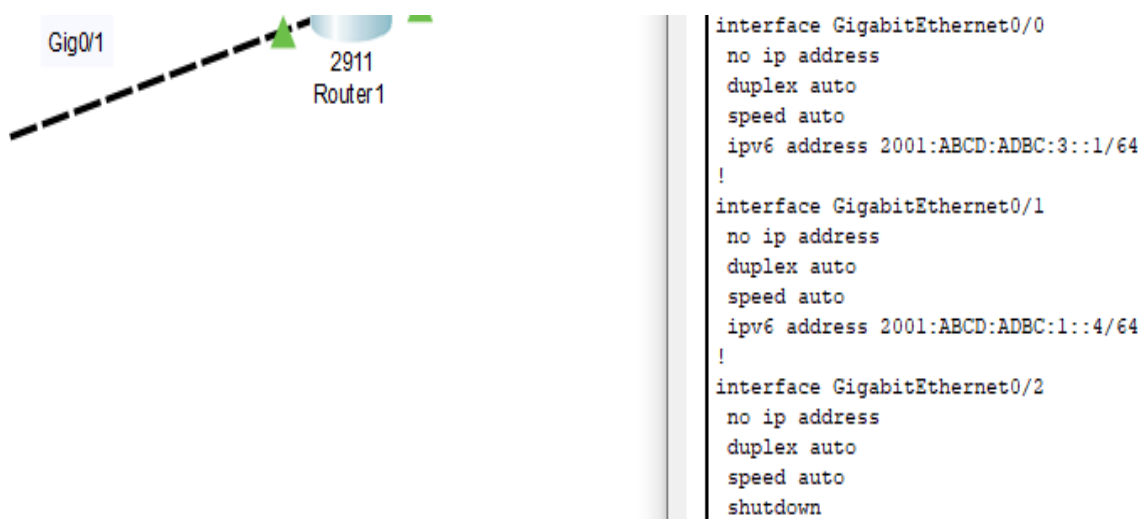 Gig0/1
2911
Router1
interface GigabitEthernet0/0
no ip address
duplex auto
speed auto
ipv6 address 2001:ABCD:ADBC:3::1/64
!
interface GigabitEthernet0/1
no ip address
duplex auto
speed auto
ipv6 address 2001:ABCD:ADBC:1::4/64
!
interface GigabitEthernet0/2
no ip address
duplex auto
speed auto
shutdown